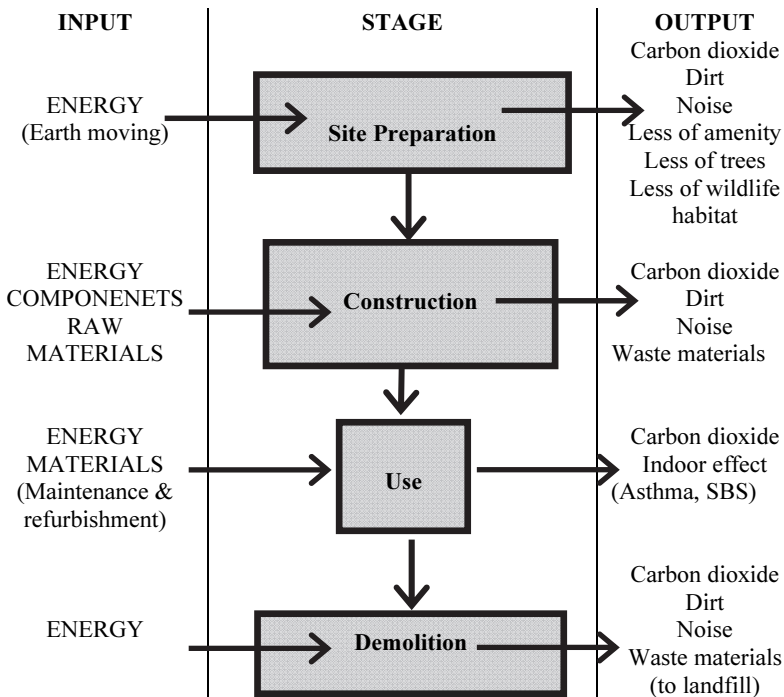 INPUT
STAGE
OUTPUT
ENERGY
(Earth moving)
Site Preparation
Carbon dioxide
Dirt
Noise
Less of amenity
Less of trees
Less of wildlife
habitat
ENERGY
COMPONENETS
RAW
MATERIALS
Construction
Carbon dioxide
Dirt
Noise
Waste materials
ENERGY
MATERIALS
(Maintenance &
refurbishment)
Use
Carbon dioxide
Indoor effect
(Asthma, SBS)
ENERGY
Demolition
Carbon dioxide
Dirt
Noise
Waste materials
(to landfill)